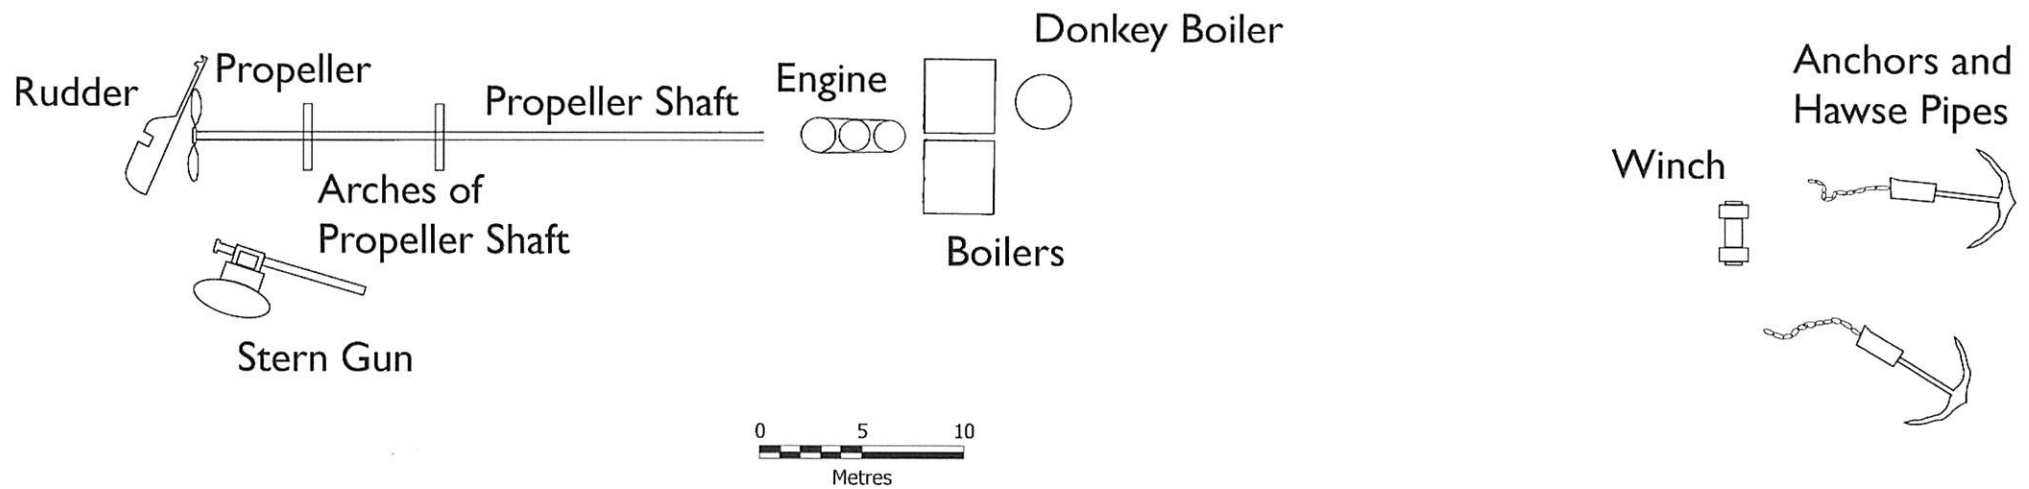 Donkey Boiler
Rudder
Propeller
Propeller Shaft
Engine
Anchors and
Hawse Pipes
Arches of
Propeller Shaft
Boilers
Winch
Stern Gun
0 5 10
Metres